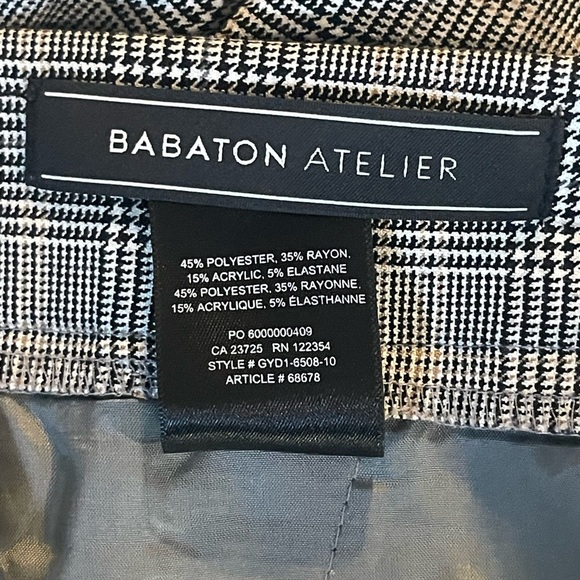 BABATON ATELIER
45% POLYESTER, 35% RAYON,
15% ACRYLIC, 5% ELASTANE
45% POLYESTER, 35% RAYONNE,
15% ACRYLIQUE, 5% ÉLASTHANNE
PO 6000000409
CA 23725 RN 122354
STYLE # GYD1-6508-10
ARTICLE # 68678